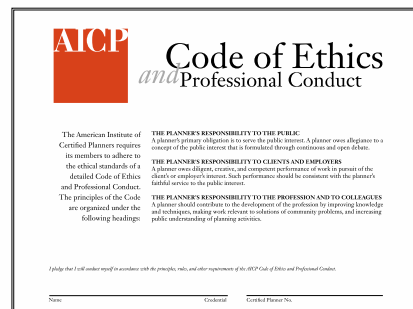 AICP
Code of Ethics
and Professional Conduct
The American Institute of
Certified Planners requires
its members to adhere to
the ethical standards of a
detailed Code of Ethics
and Professional Conduct.
The principles of the Code
are organized under the
following headings:
THE PLANNER'S RESPONSIBILITY TO THE PUBLIC
A planner's primary obligation is to serve the public interest. A planner owes allegiance to a
concept of the public interest that is formulated through continuous and open debate.
THE PLANNER'S RESPONSIBILITY TO CLIENTS AND EMPLOYERS
A planner owes diligent, creative, and competent performance of work in pursuit of the
client's or employer's interest. Such performance should be consistent with the planner's
faithful service to the public interest.
THE PLANNER'S RESPONSIBILITY TO THE PROFESSION AND TO COLLEAGUES
A planner should contribute to the development of the profession by improving knowledge
and techniques, making work relevant to solutions of community problems, and increasing
public understanding of planning activities.
I pledge that I will conduct myself in accordance with the principles, rules, and other requirements of the AICP Code of Ethics and Professional Conduct.
Name Credential Certified Planner No.